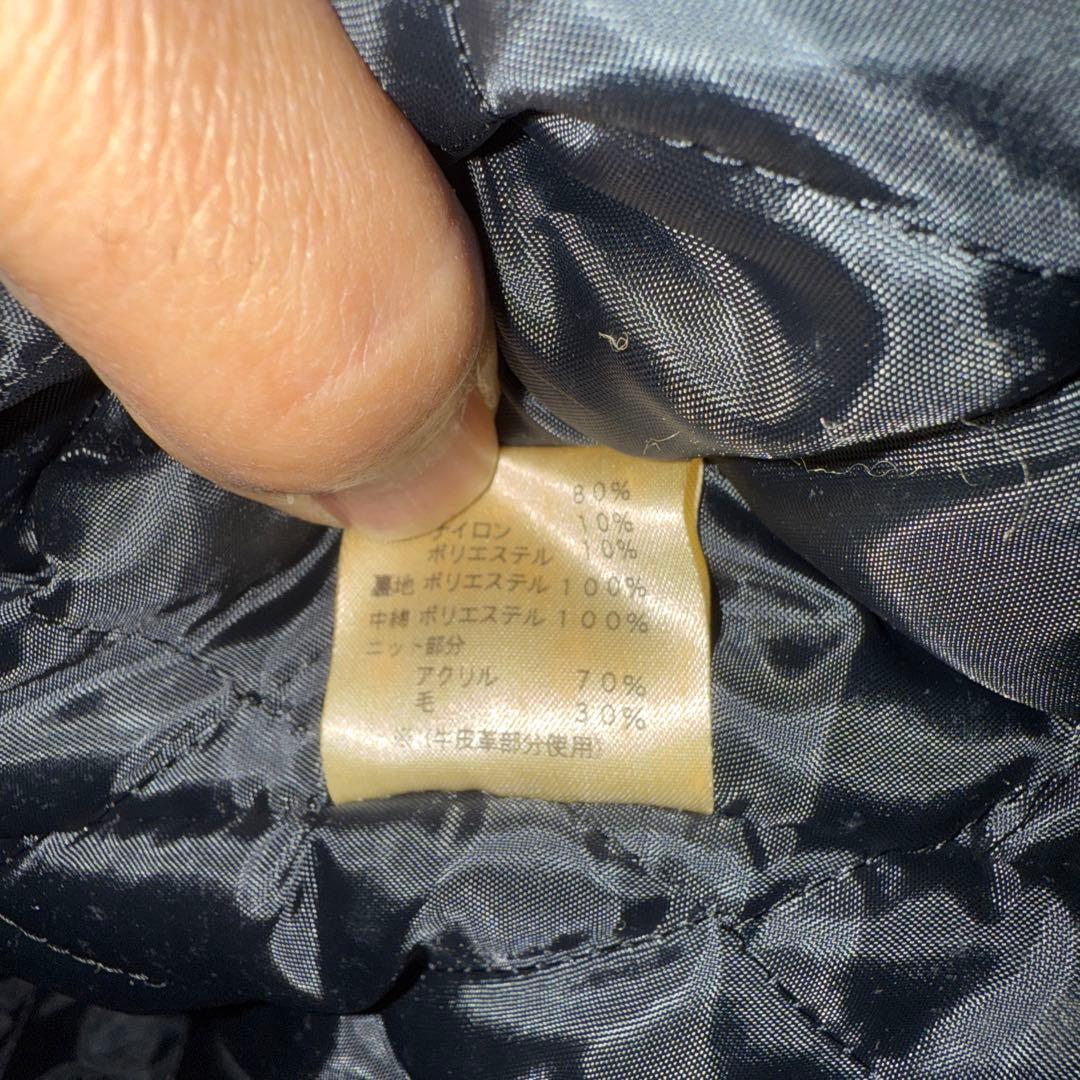 80%
ナイロン 10%
ポリエステル 10%
裏地 ポリエステル 100%
中綿 ポリエステル 100%
ニット部分
アクリル 70%
毛 30%
※(牛皮革部分使用)